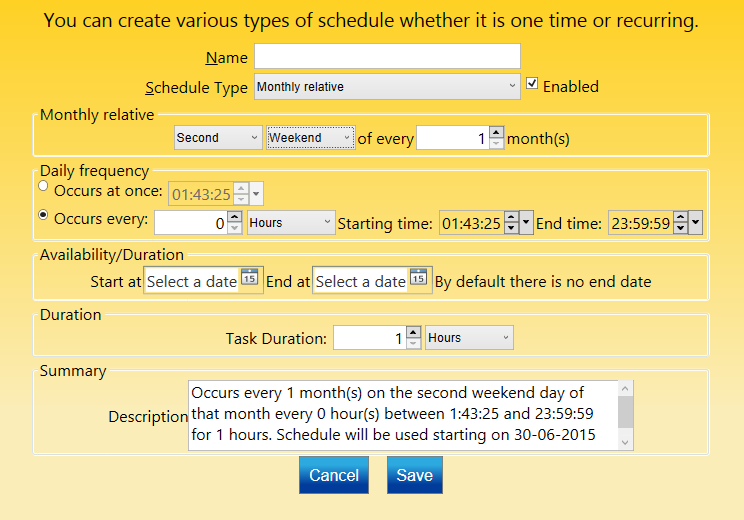 You can create various types of schedule whether it is one time or recurring.
Name
Schedule Type Monthly relative Enabled
Monthly relative
Second Weekend of every 1 month(s)
Daily frequency
Occurs at once: 01:43:25
Occurs every: 0 Hours Starting time: 01:43:25 End time: 23:59:59
Availability/Duration
Start at Select a date 15 End at Select a date 15 By default there is no end date
Duration
Task Duration: 1 Hours
Summary
Description
Occurs every 1 month(s) on the second weekend day of
that month every 0 hour(s) between 1:43:25 and 23:59:59
for 1 hours. Schedule will be used starting on 30-06-2015
Cancel Save